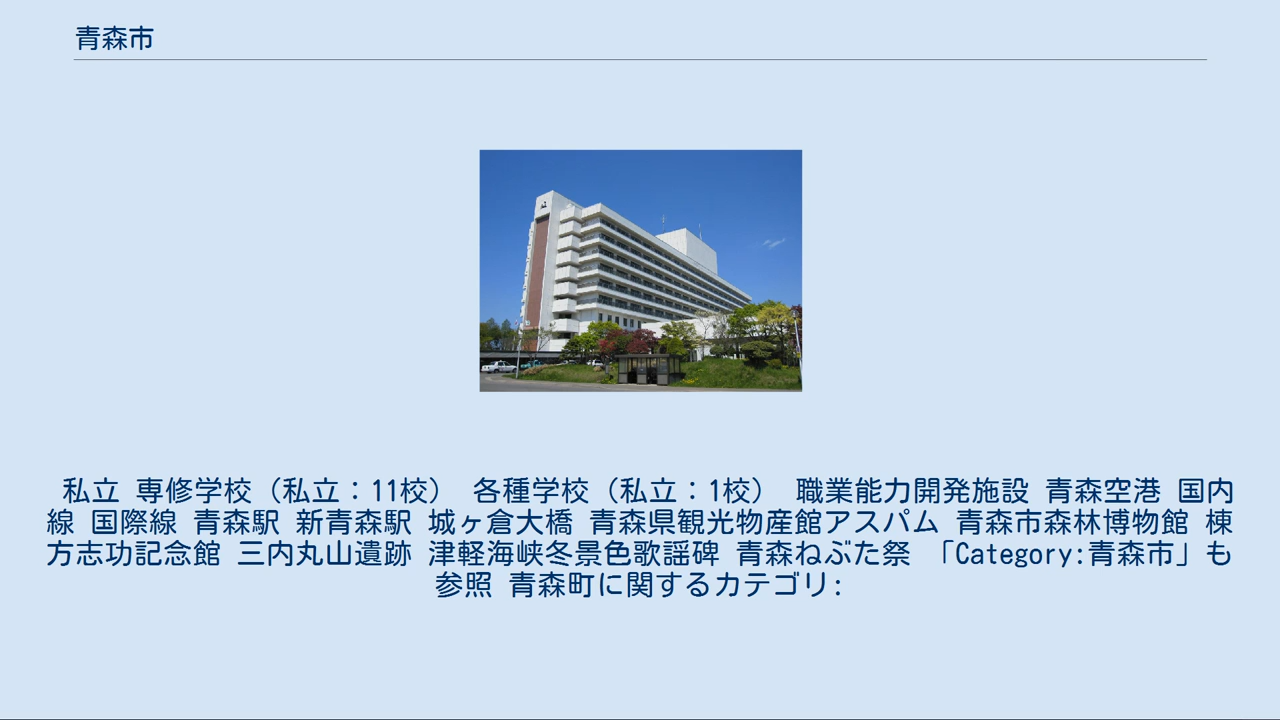 青森市
私立 専修学校（私立：11校） 各種学校（私立：1校） 職業能力開発施設 青森空港 国内
線 国際線 青森駅 新青森駅 城ヶ倉大橋 青森県観光物産館アスパム 青森市森林博物館 棟
方志功記念館 三内丸山遺跡 津軽海峡冬景色歌謡碑 青森ねぶた祭 「Category:青森市」も
参照 青森町に関するカテゴリ: